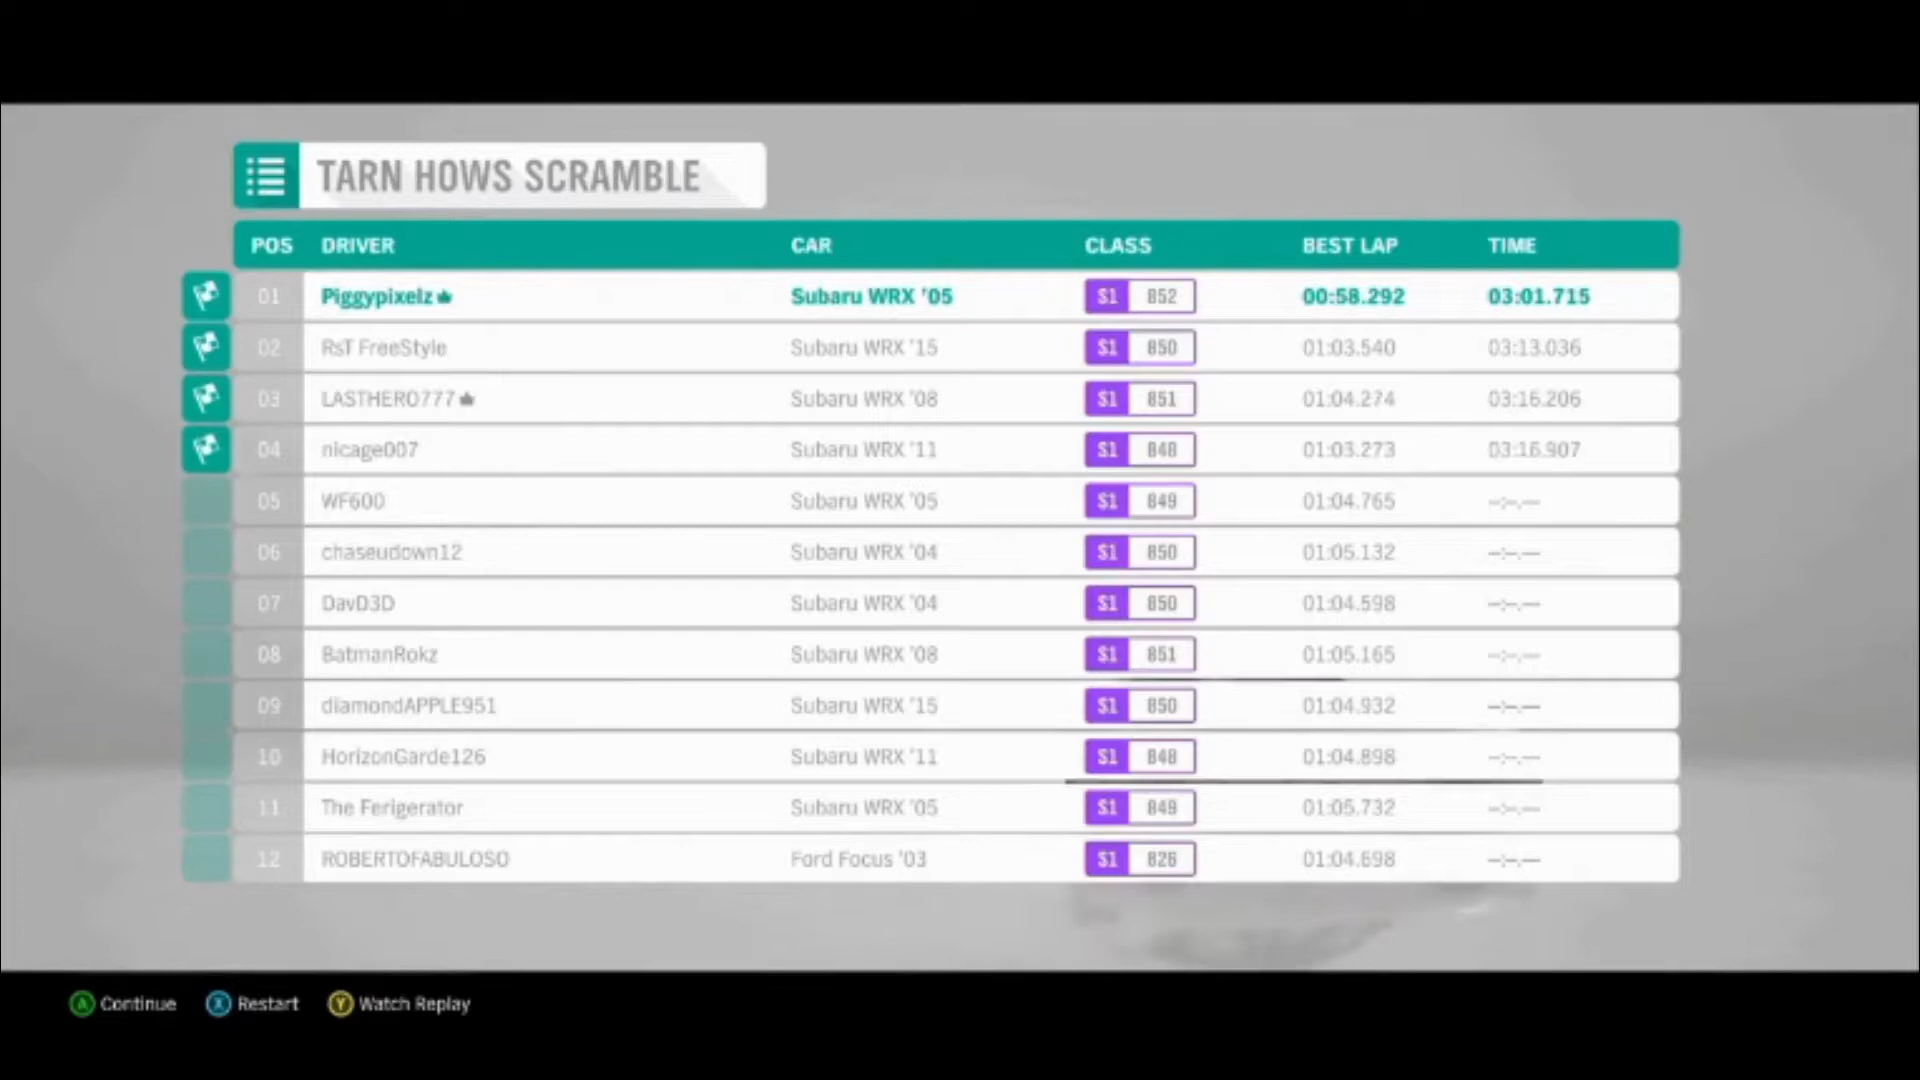 TARN HOWS SCRAMBLE
POS DRIVER CAR CLASS BEST LAP TIME
01 Piggypixelz Subaru WRX '05 S1 852 00:58.292 03:01.715
02 RsT FreeStyle Subaru WRX '15 S1 850 01:03.540 03:13.036
03 LASTHERO777 Subaru WRX '08 S1 851 01:04.274 03:16.206
04 nicage007 Subaru WRX '11 S1 848 01:03.273 03:16.907
05 WF600 Subaru WRX '05 S1 849 01:04.765 --:--.---
06 chaseudown12 Subaru WRX '04 S1 850 01:05.132 --:--.---
07 DavD3D Subaru WRX '04 S1 850 01:04.598 --:--.---
08 BatmanRokz Subaru WRX '08 S1 851 01:05.165 --:--.---
09 diamondAPPLE951 Subaru WRX '15 S1 850 01:04.932 --:--.---
10 HorizonGarde126 Subaru WRX '11 S1 848 01:04.898 --:--.---
11 The Ferigerator Subaru WRX '05 S1 849 01:05.732 --:--.---
12 ROBERTOFABULOSO Ford Focus '03 S1 826 01:04.698 --:--.---
A Continue X Restart Y Watch Replay